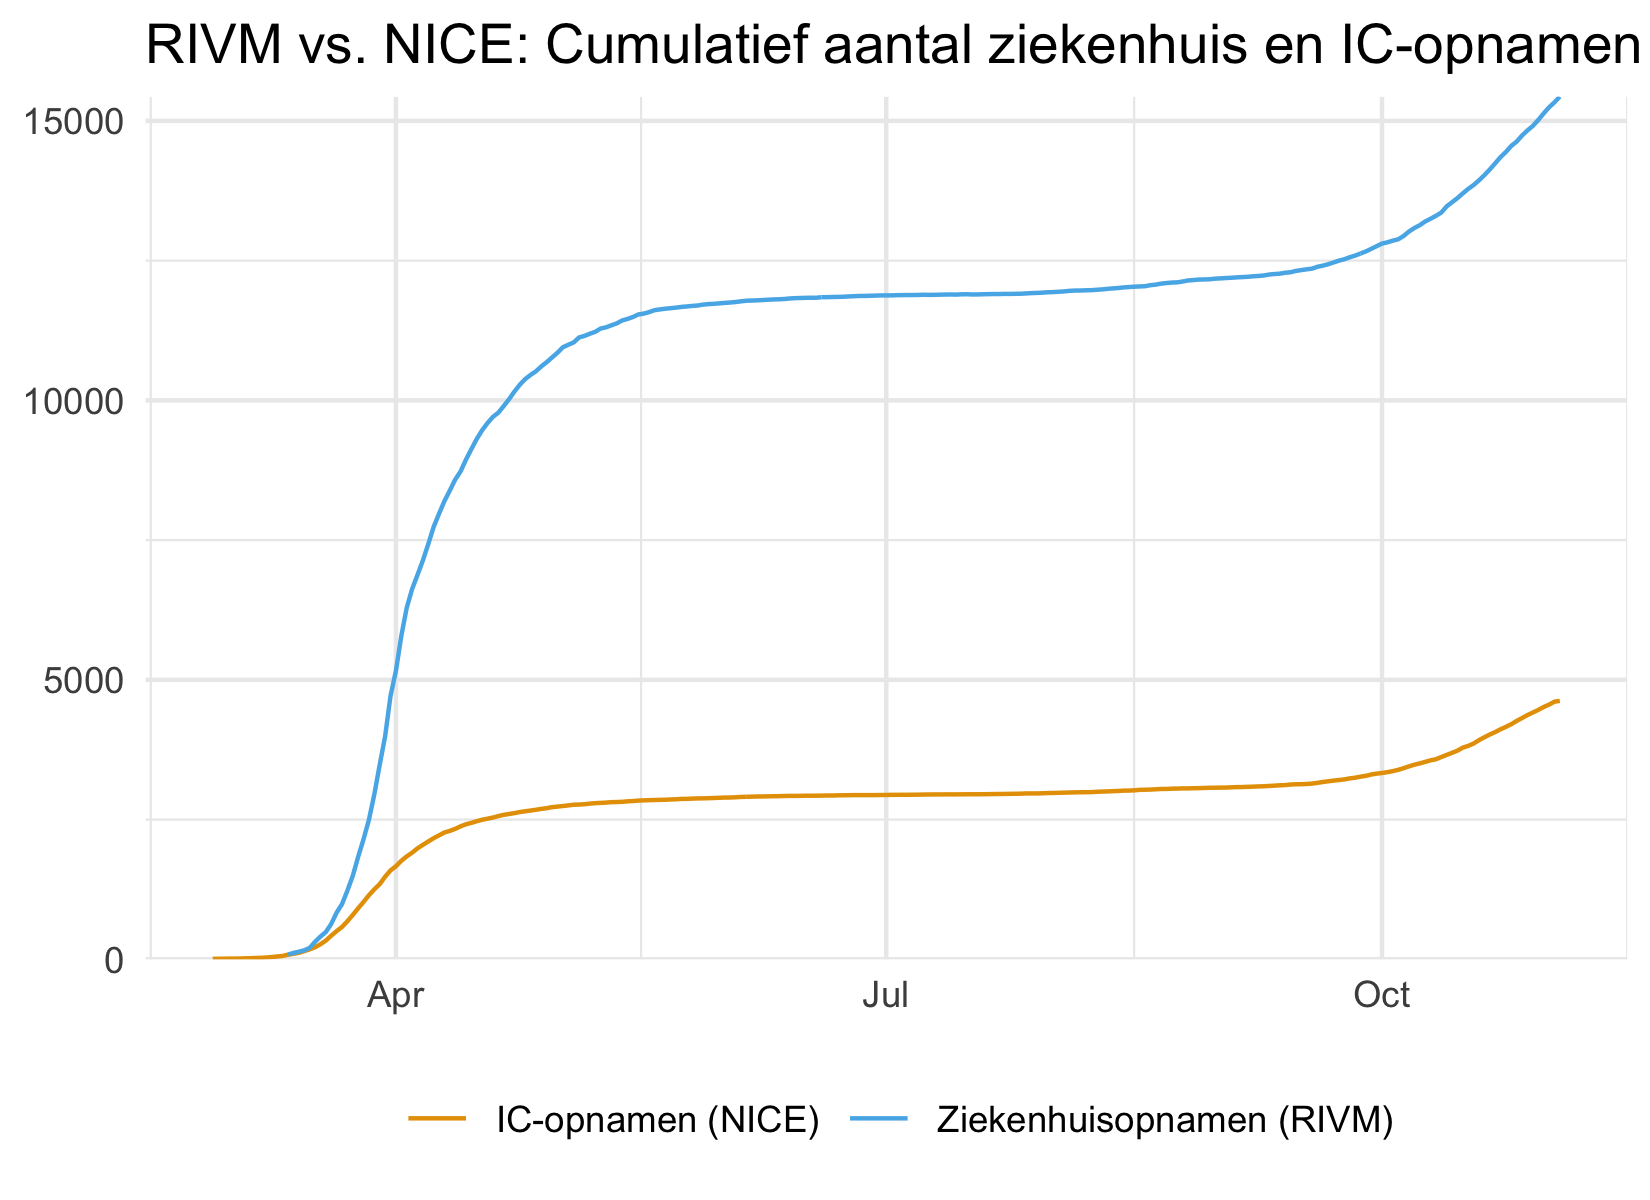 RIVM vs. NICE: Cumulatief aantal ziekenhuis en IC-opnamen
15000
10000
5000
0
Apr Jul Oct
IC-opnamen (NICE) Ziekenhuisopnamen (RIVM)